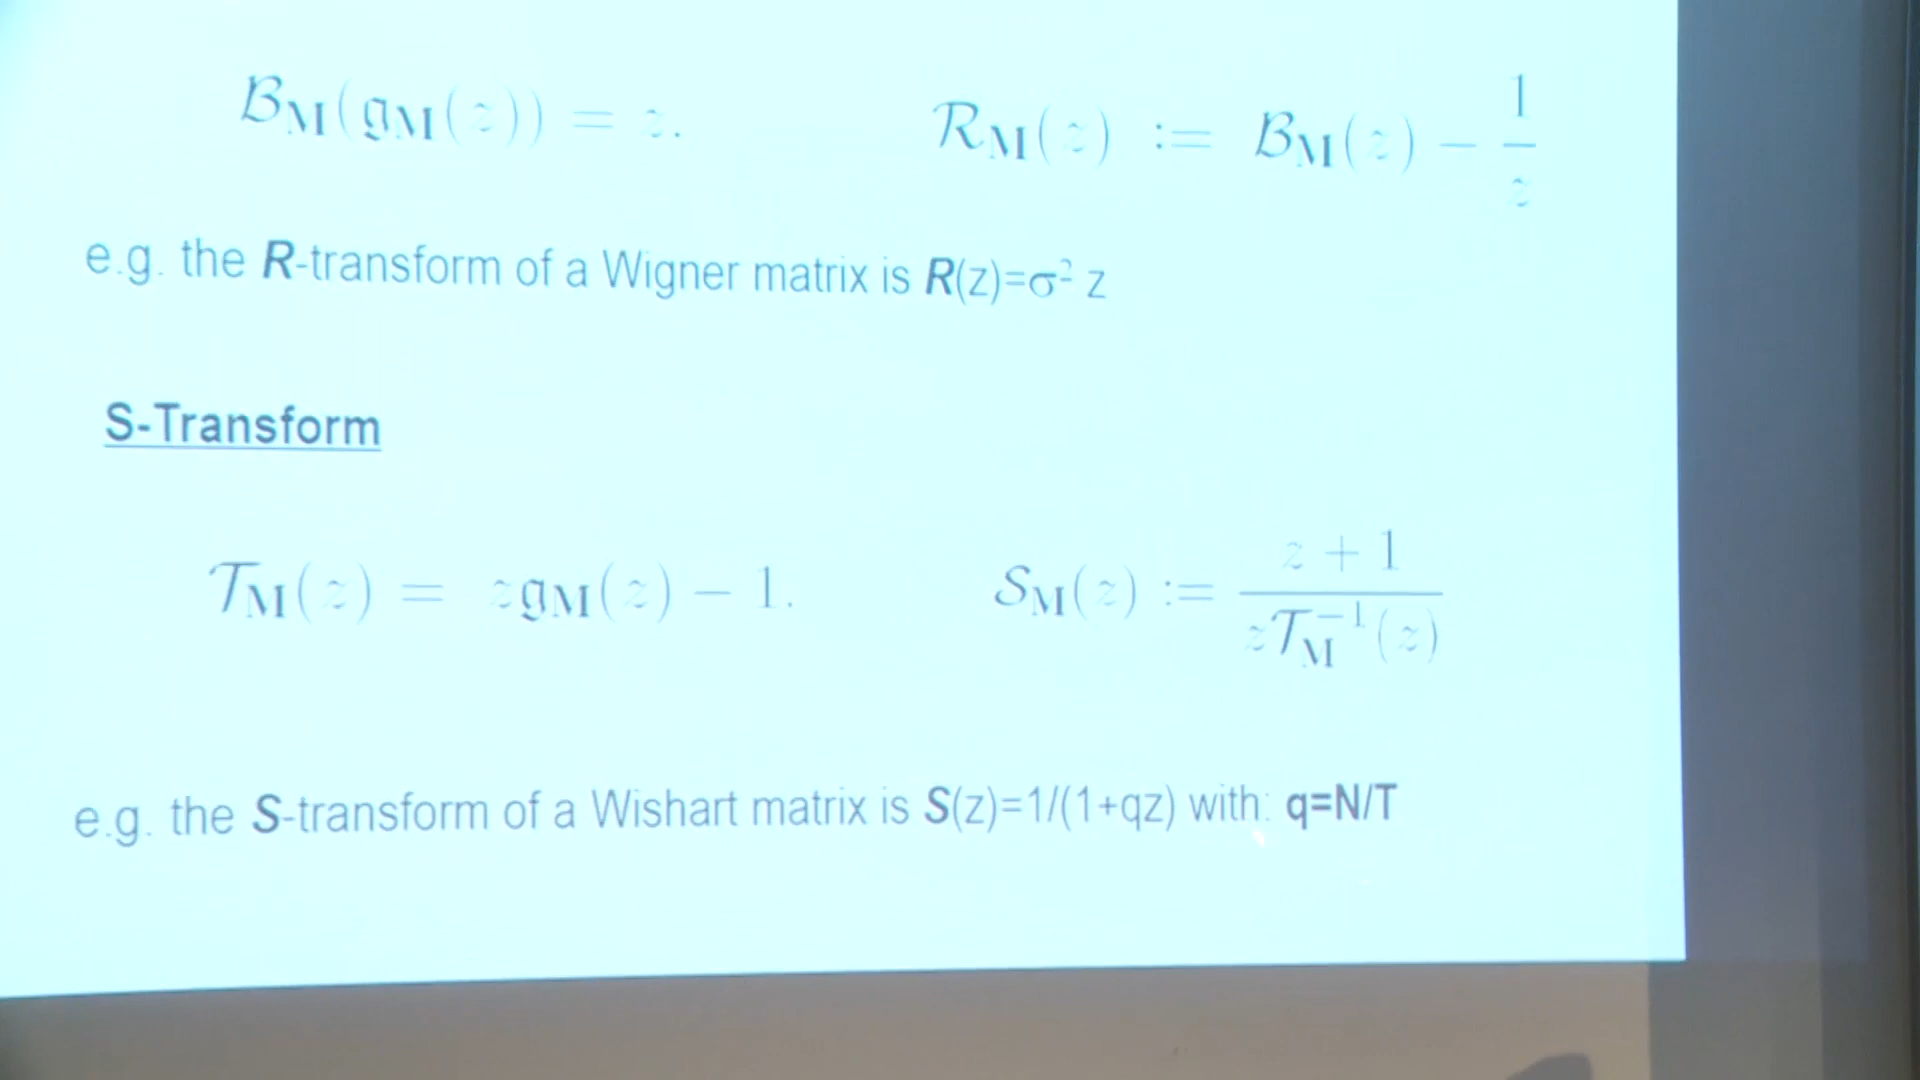 𝓑_𝐌(𝔤_𝐌(z)) = z. 𝓡_𝐌(z) := 𝓑_𝐌(z) − 1/z
e.g. the R-transform of a Wigner matrix is R(z)=σ² z
S-Transform
𝓣_𝐌(z) = z𝔤_𝐌(z) − 1. 𝓢_𝐌(z) := (z + 1)/(z𝓣_𝐌⁻¹(z))
e.g. the S-transform of a Wishart matrix is S(z)=1/(1+qz) with: q=N/T